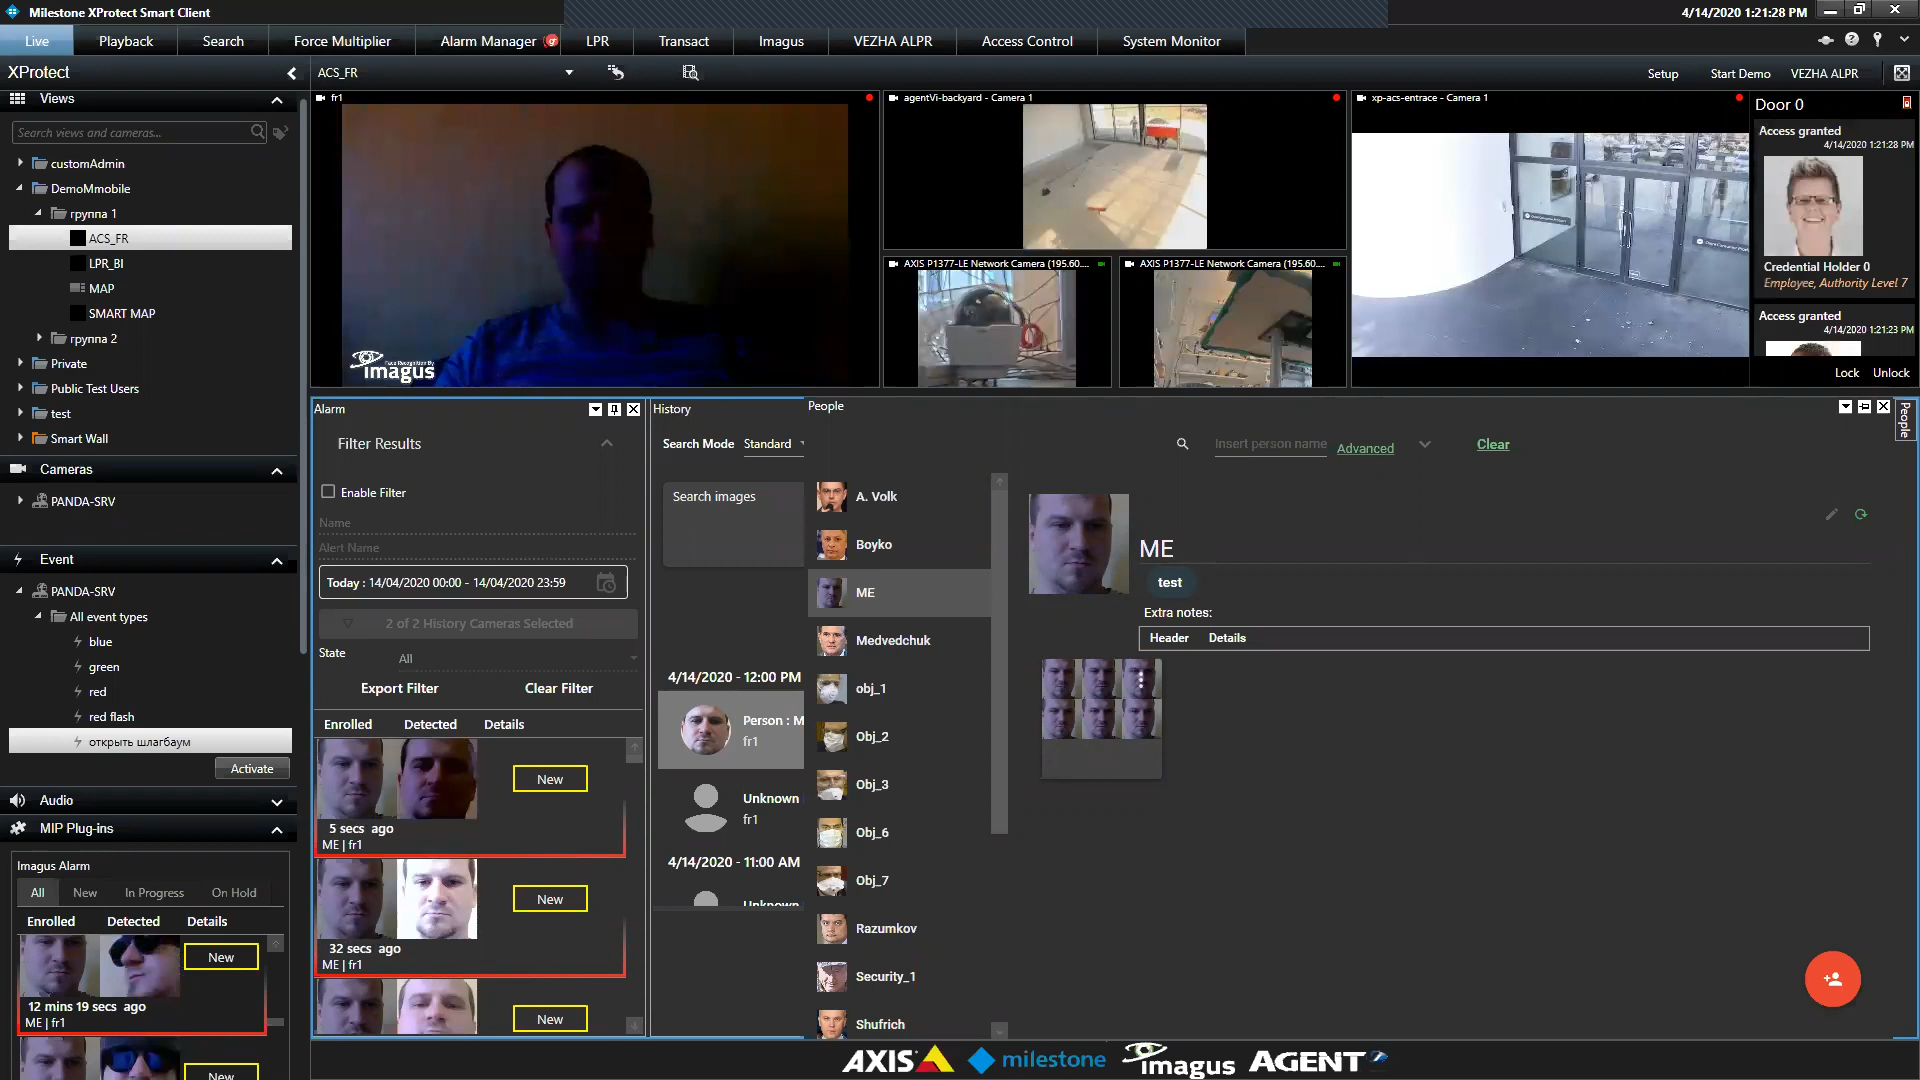 Milestone XProtect Smart Client
4/14/2020 1:21:28 PM
Live
Playback
Search
Force Multiplier
Alarm Manager
LPR
Transact
Imagus
VEZHA ALPR
Access Control
System Monitor
XProtect
ACS_FR
Setup
Start Demo
VEZHA ALPR
Views
Search views and cameras...
customAdmin
DemoMmobile
группа 1
ACS_FR
LPR_BI
MAP
SMART MAP
группа 2
Private
Public Test Users
test
Smart Wall
Cameras
PANDA-SRV
Event
PANDA-SRV
All event types
blue
green
red
red flash
открыть шлагбаум
Activate
Audio
MIP Plug-ins
Imagus Alarm
All
New
In Progress
On Hold
Enrolled
Detected
Details
New
12 mins 19 secs ago
ME | fr1
New
fr1
Face Recognition By
imagus
agentVi-backyard - Camera 1
AXIS P1377-LE Network Camera (195.60....
AXIS P1377-LE Network Camera (195.60....
xp-acs-entrace - Camera 1
Door 0
Access granted
4/14/2020 1:21:28 PM
Credential Holder 0
Employee, Authority Level 7
Access granted
4/14/2020 1:21:23 PM
Lock
Unlock
Alarm
Filter Results
Enable Filter
Name
Alert Name
Today : 14/04/2020 00:00 - 14/04/2020 23:59
2 of 2 History Cameras Selected
State
All
Export Filter
Clear Filter
Enrolled
Detected
Details
New
5 secs ago
ME | fr1
New
32 secs ago
ME | fr1
New
History
Search Mode
Standard
Search images
4/14/2020 - 12:00 PM
Person : M
fr1
Unknown
fr1
4/14/2020 - 11:00 AM
Unknown
People
Insert person name
Advanced
Clear
People
A. Volk
Boyko
ME
Medvedchuk
obj_1
Obj_2
Obj_3
Obj_6
Obj_7
Razumkov
Security_1
Shufrich
ME
test
Extra notes:
Header
Details
AXIS
milestone
imagus
AGENT